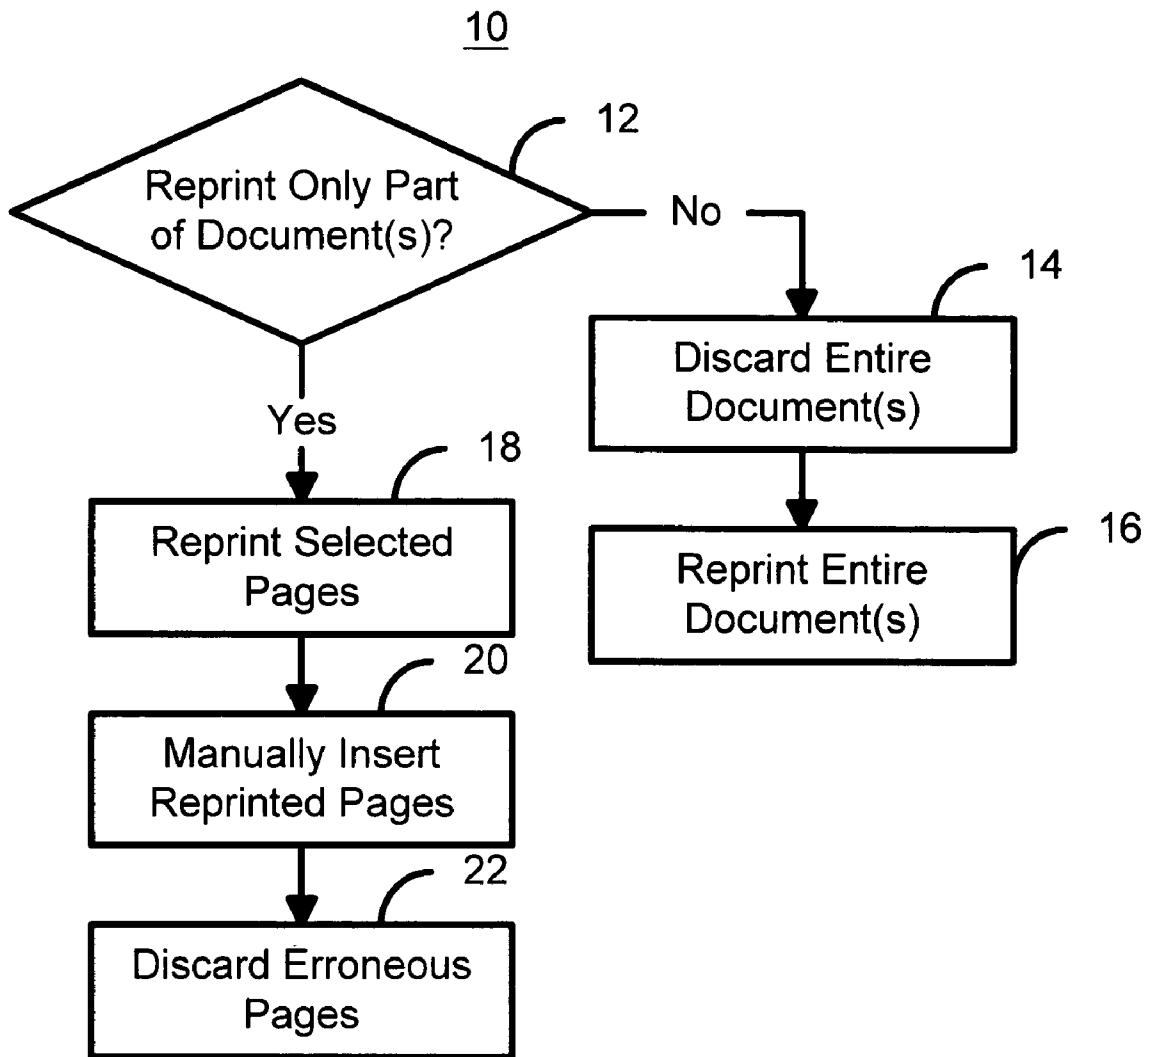 10
12
Reprint Only Part
of Document(s)?
No
14
Discard Entire
Document(s)
Yes
18
Reprint Selected
Pages
16
Reprint Entire
Document(s)
20
Manually Insert
Reprinted Pages
22
Discard Erroneous
Pages